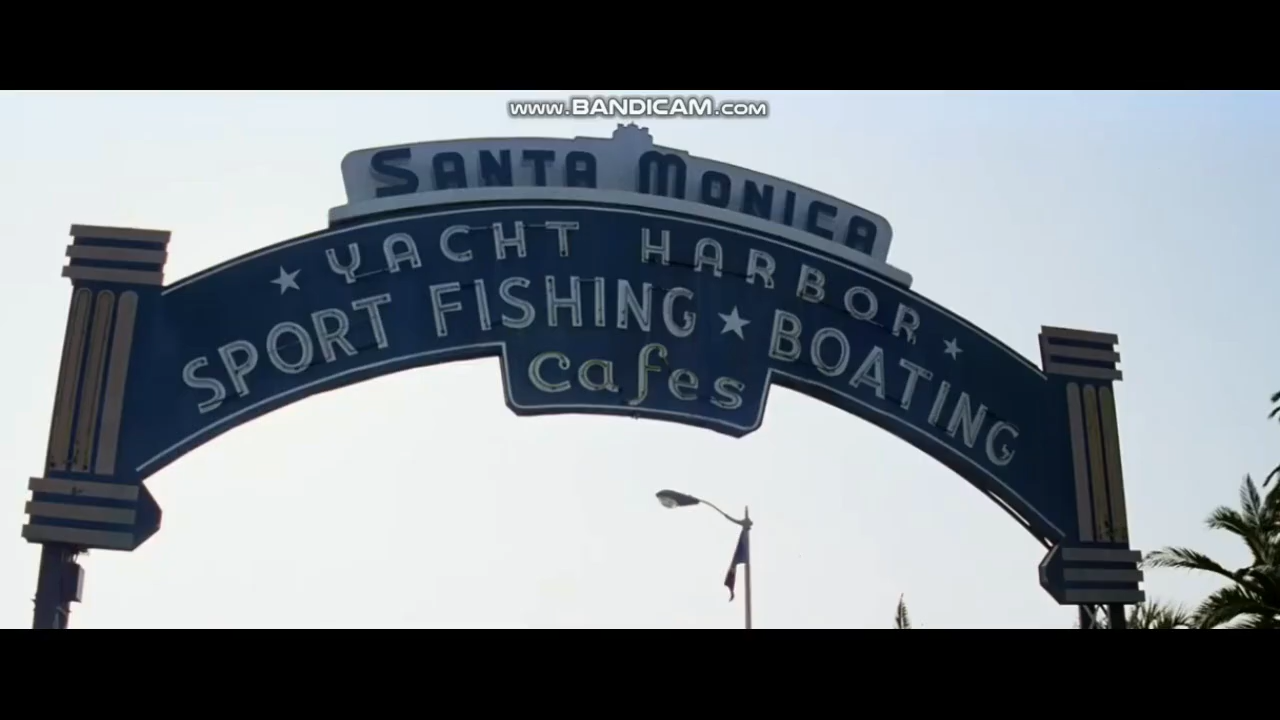 www.BANDICAM.com
SANTA MONICA
YACHT HARBOR
SPORT FISHING ★ BOATING
cafes